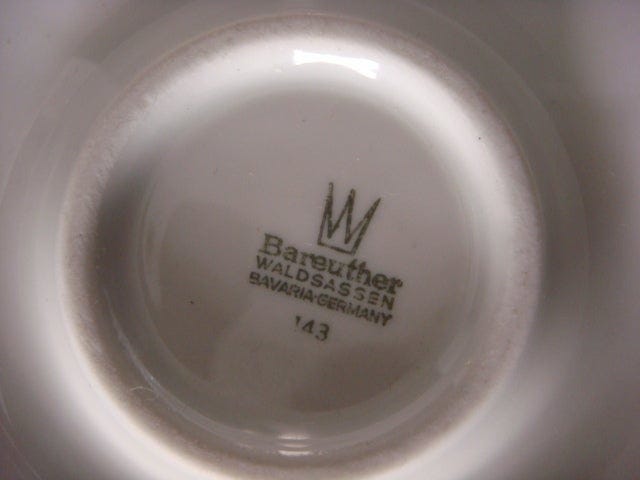 Bareuther
WALDSASSEN
BAVARIA-GERMANY
143